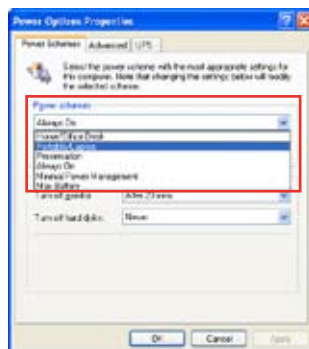 Power Options Properties
Power Schemes Advanced UPS
Select the power scheme with the most appropriate settings for
this computer. Note that changing the settings below will modify
the selected scheme.
Power schemes
Always On
Home/Office Desk
Portable/Laptop
Presentation
Always On
Minimal Power Management
Max Battery
Turn off monitor: After 20 mins
Turn off hard disks: Never
OK Cancel Apply